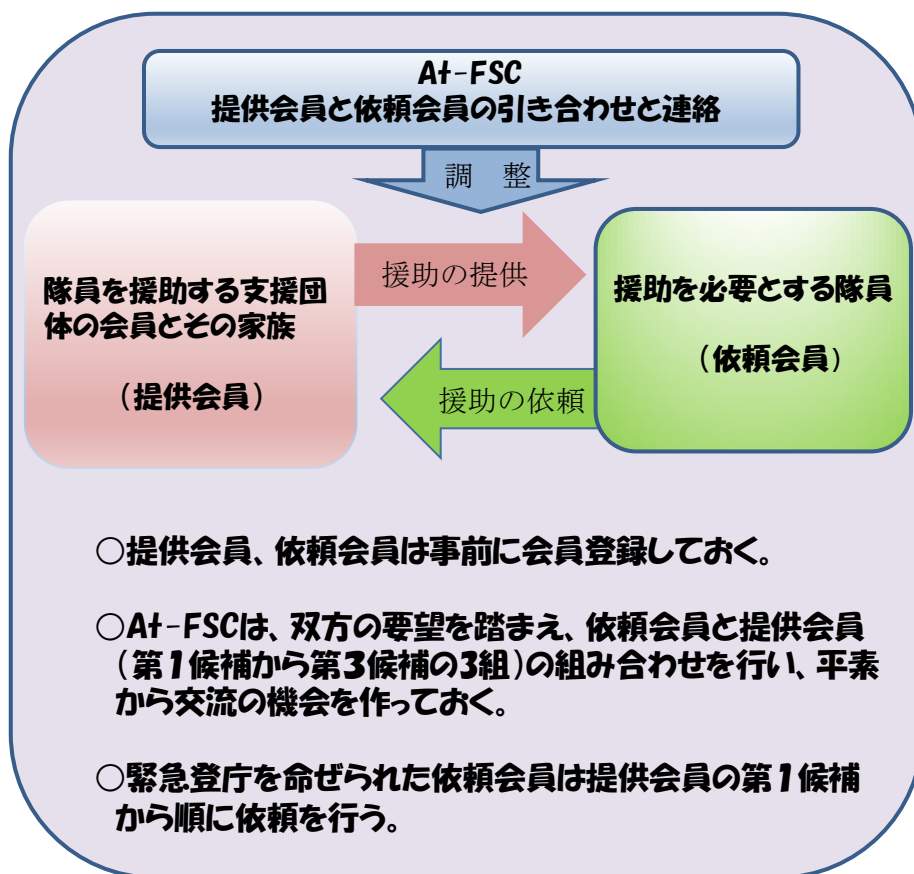 At-FSC
提供会員と依頼会員の引き合わせと連絡
調　整
隊員を援助する支援団
体の会員とその家族
（提供会員）
援助の提供
援助を必要とする隊員
（依頼会員）
援助の依頼
○提供会員、依頼会員は事前に会員登録しておく。
○At-FSCは、双方の要望を踏まえ、依頼会員と提供会員
（第１候補から第３候補の3組）の組み合わせを行い、平素
から交流の機会を作っておく。
○緊急登庁を命ぜられた依頼会員は提供会員の第１候補
から順に依頼を行う。